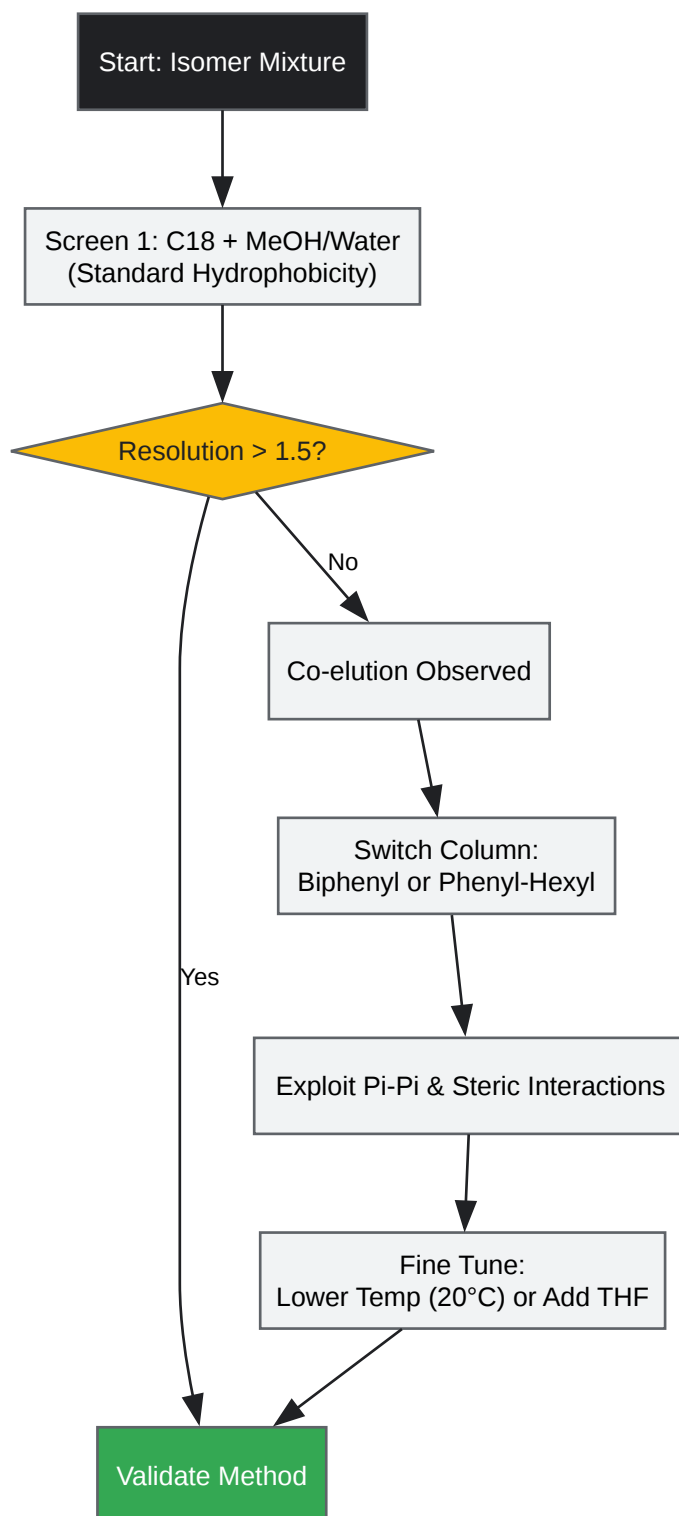 Start: Isomer Mixture
Screen 1: C18 + MeOH/Water
(Standard Hydrophobicity)
Resolution > 1.5?
No
Co-elution Observed
Switch Column:
Biphenyl or Phenyl-Hexyl
Yes
Exploit Pi-Pi & Steric Interactions
Fine Tune:
Lower Temp (20°C) or Add THF
Validate Method